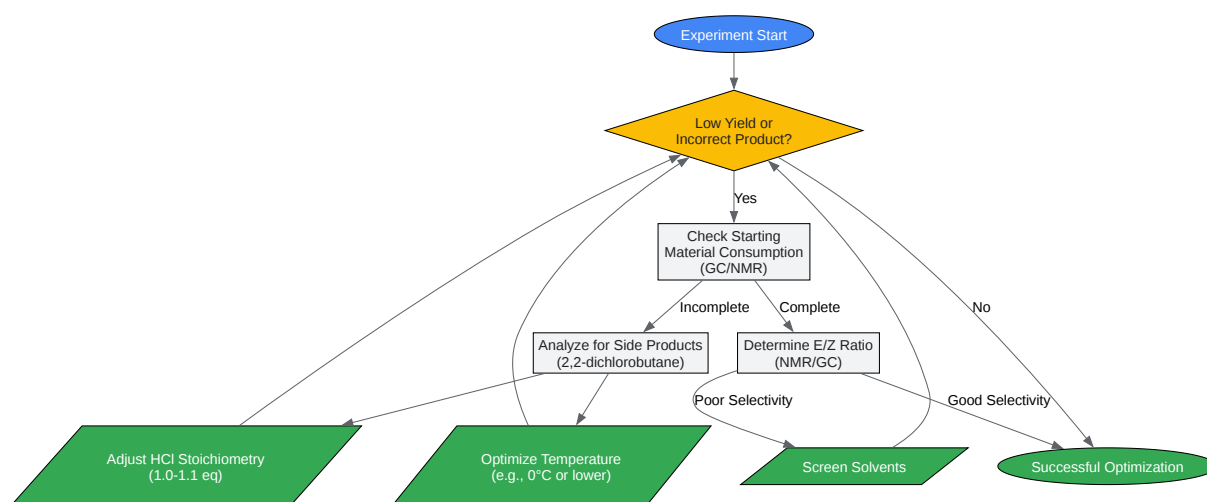 Experiment Start
Low Yield or
Incorrect Product?
Yes
Check Starting
Material Consumption
(GC/NMR)
Incomplete
Complete
No
Analyze for Side Products
(2,2-dichlorobutane)
Determine E/Z Ratio
(NMR/GC)
Poor Selectivity
Good Selectivity
Adjust HCl Stoichiometry
(1.0-1.1 eq)
Optimize Temperature
(e.g., 0°C or lower)
Screen Solvents
Successful Optimization